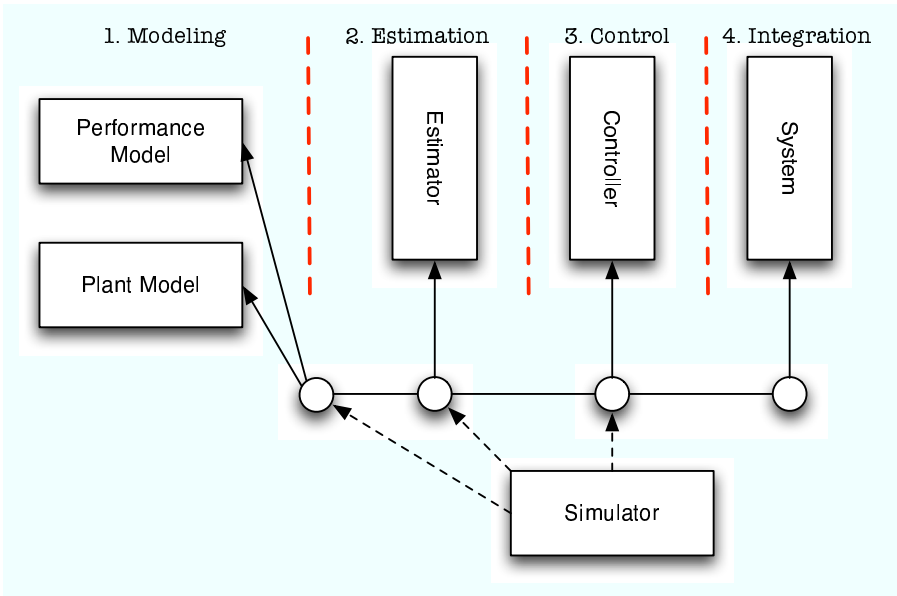 1. Modeling
2. Estimation
3. Control
4. Integration
Performance
Model
Estimator
Controller
System
Plant Model
Simulator